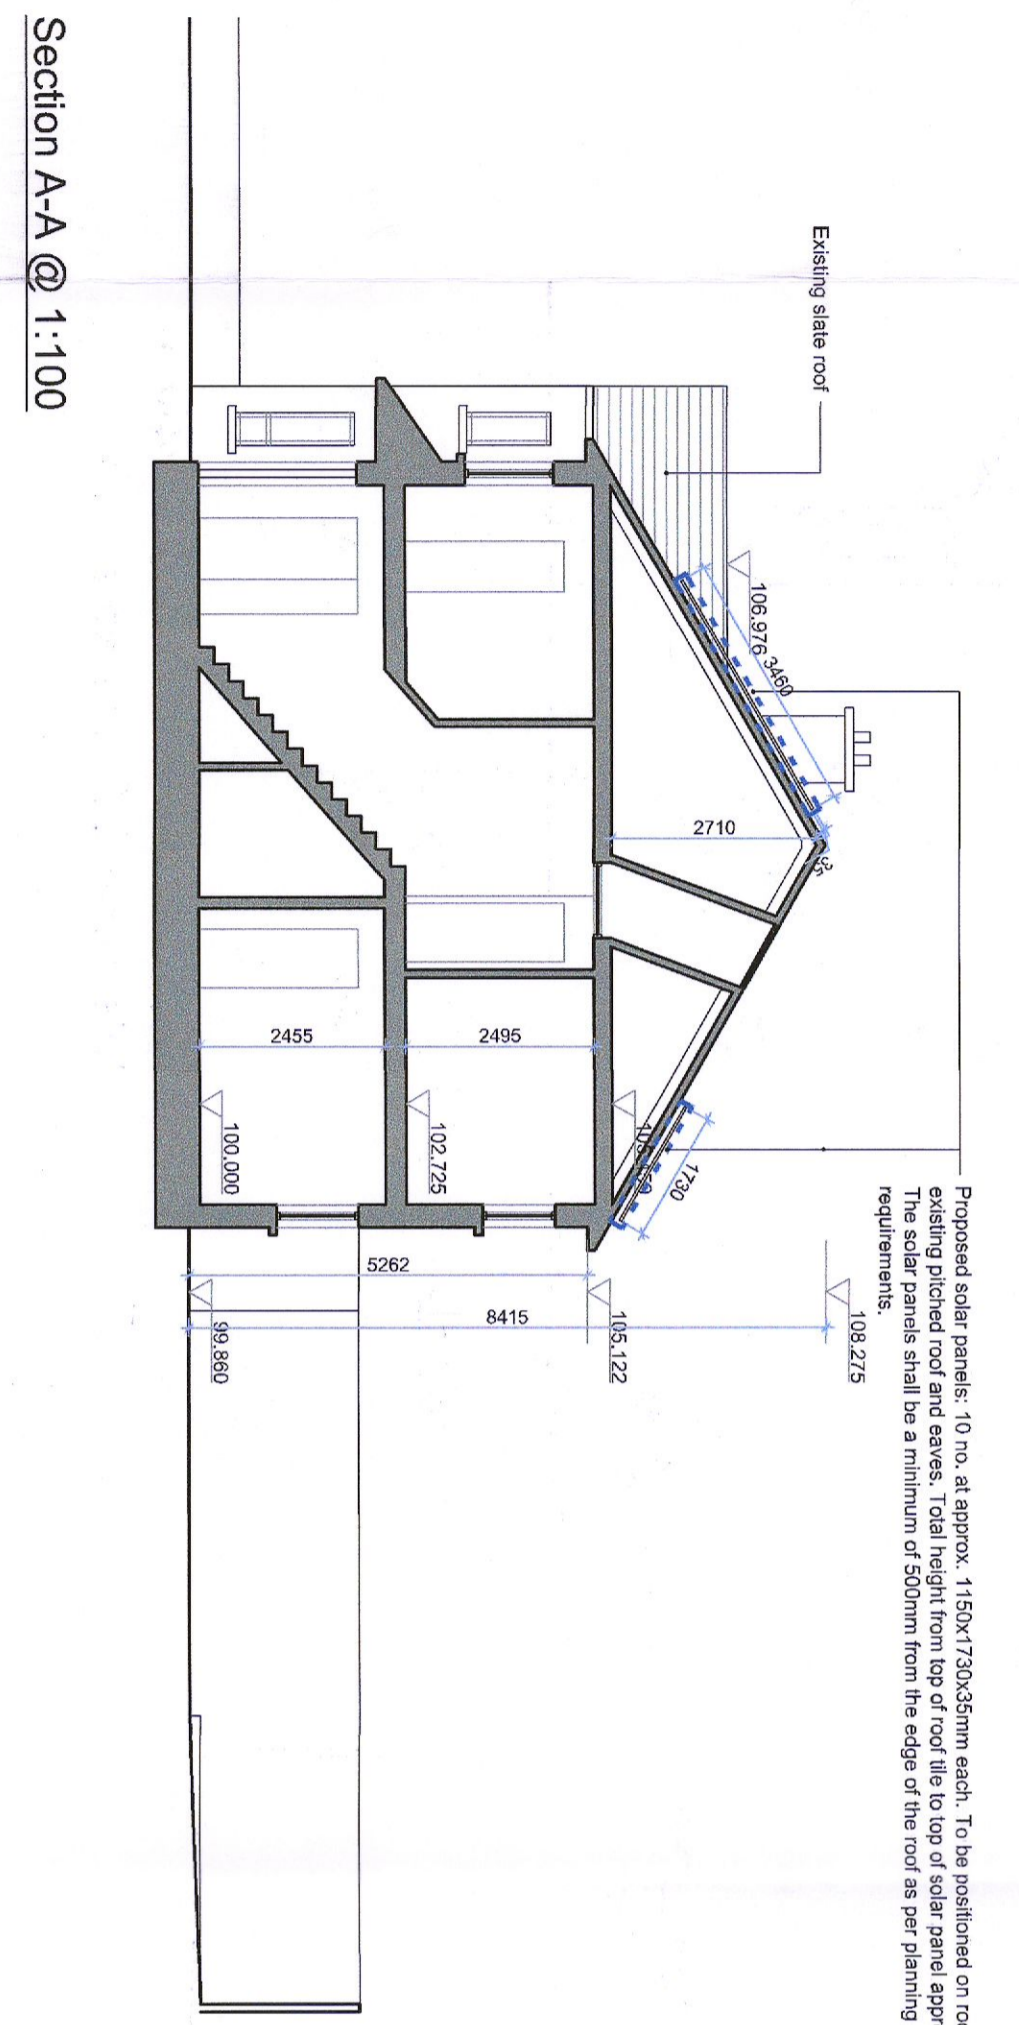 Existing slate roof
Proposed solar panels: 10 no. at approx. 1150x1730x35mm each. To be positioned on
existing pitched roof and eaves. Total height from top of roof tile to top of solar panel
The solar panels shall be a minimum of 500mm from the edge of the roof as per planning
requirements.
106.976
3460
35
2710
1730
108.275
2455
2495
100.000
102.725
5262
8415
99.860
105.122
Section A-A @ 1:100